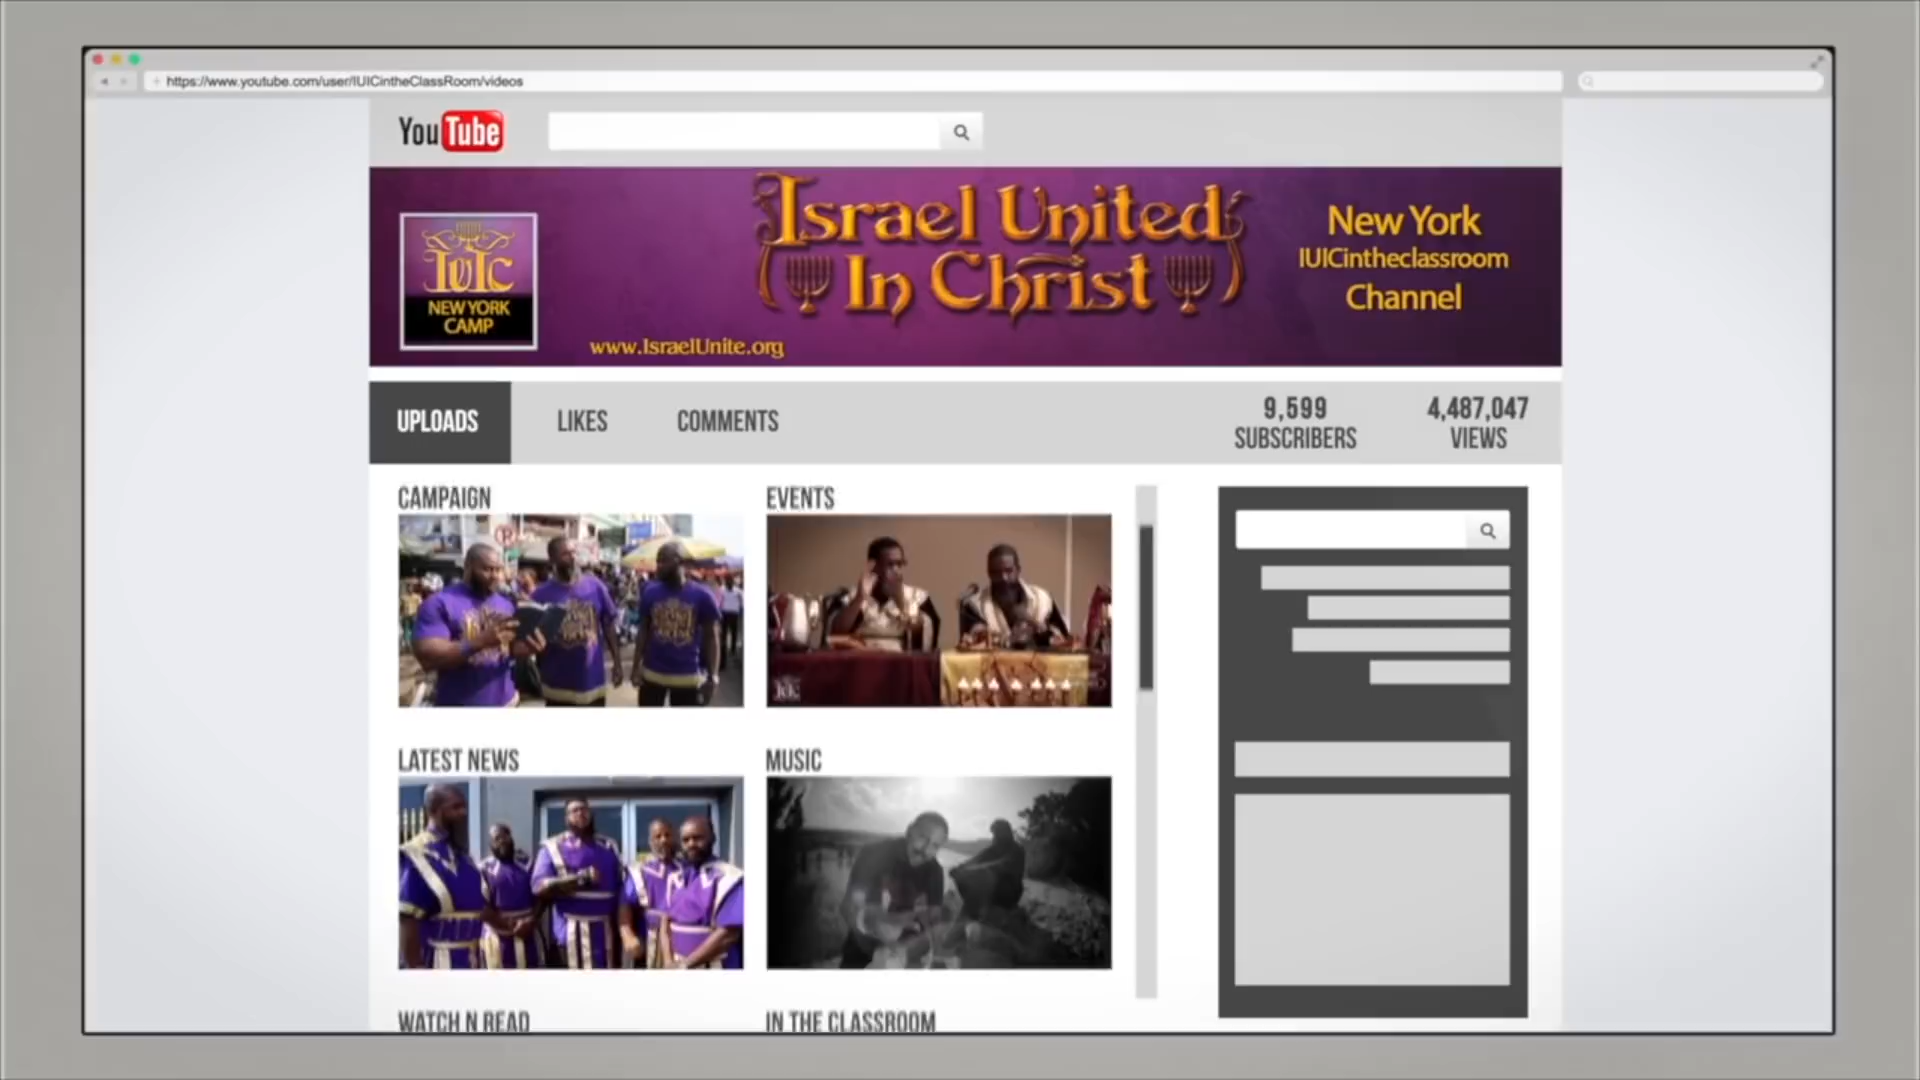 https://www.youtube.com/user/IUICintheClassRoom/videos
YouTube
Israel United
In Christ
New York
IUICintheclassroom
Channel
IUIC
NEW YORK
CAMP
www.IsraelUnite.org
UPLOADS
LIKES
COMMENTS
9,599
SUBSCRIBERS
4,487,047
VIEWS
CAMPAIGN
EVENTS
LATEST NEWS
MUSIC
WATCH N READ
IN THE CLASSROOM